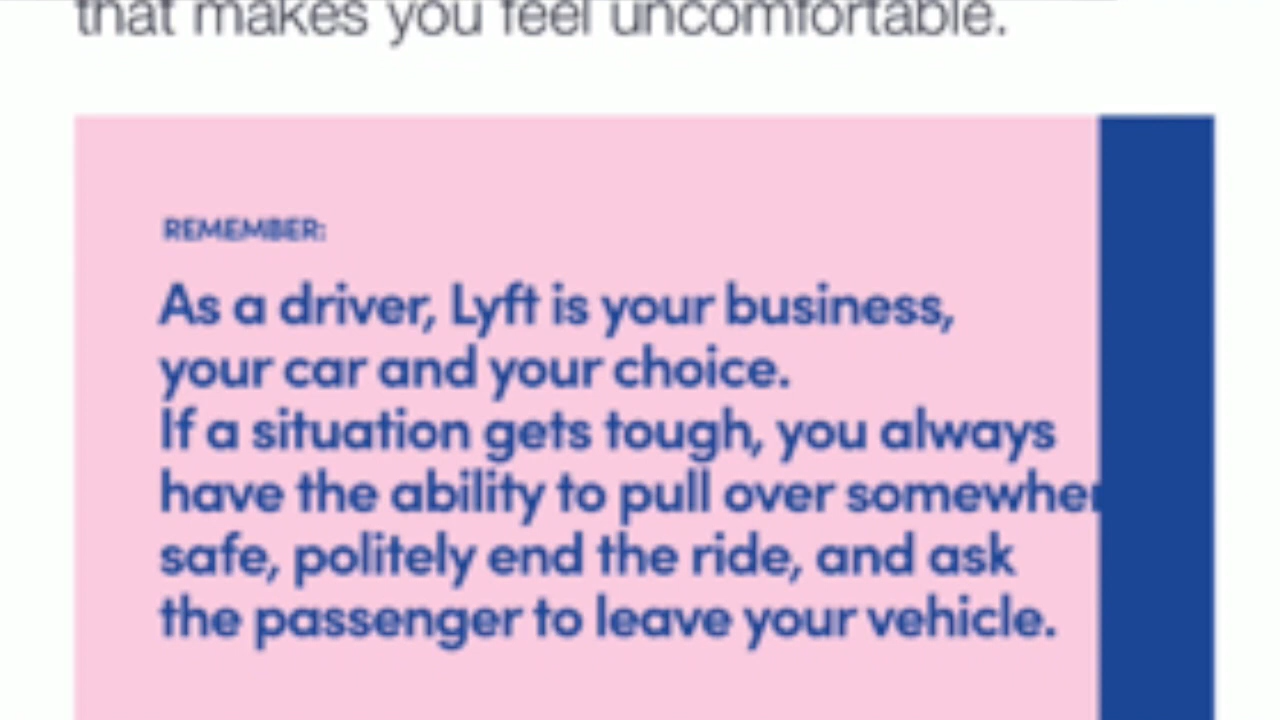 that makes you feel uncomfortable.
REMEMBER:
As a driver, Lyft is your business,
your car and your choice.
If a situation gets tough, you always
have the ability to pull over somewher
safe, politely end the ride, and ask
the passenger to leave your vehicle.